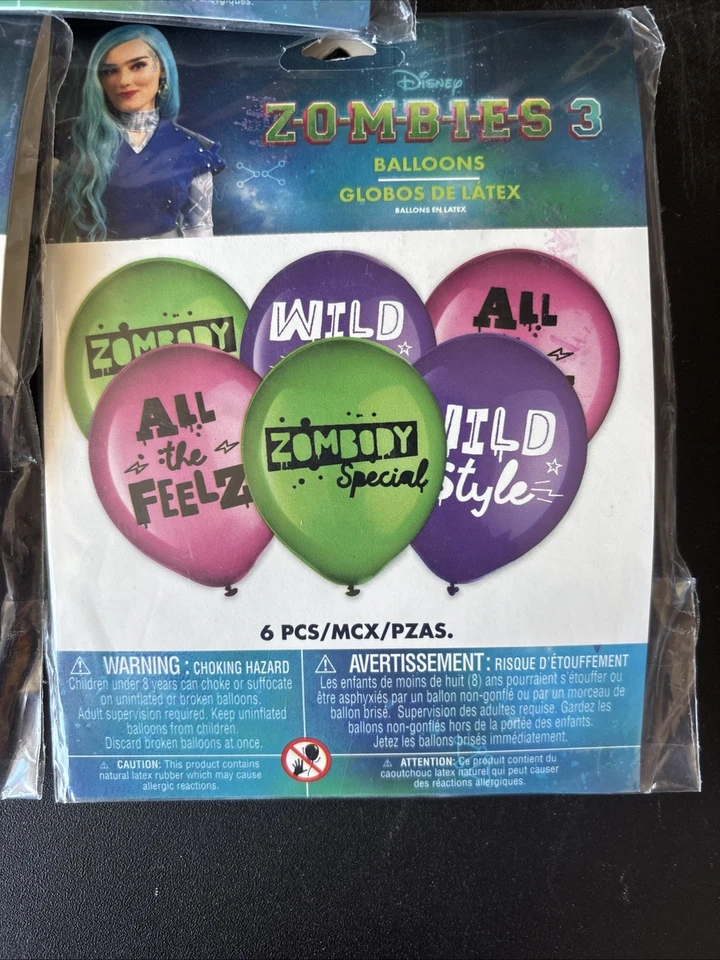 allergiques.
Disney
ZOMBIES 3
BALLOONS
GLOBOS DE LÁTEX
BALLONS EN LATEX
ZOMBODY
WILD
ALL
ALL
the
FEELZ
ZOMBODY
Special
WILD
Style
6 PCS/MCX/PZAS.
WARNING : CHOKING HAZARD
Children under 8 years can choke or suffocate
on uninflated or broken balloons.
Adult supervision required. Keep uninflated
balloons from children.
Discard broken balloons at once.
AVERTISSEMENT : RISQUE D'ÉTOUFFEMENT
Les enfants de moins de huit (8) ans pourraient s'étouffer ou
être asphyxiés par un ballon non-gonflé ou par un morceau de
ballon brisé. Supervision des adultes requise. Gardez les
ballons non-gonflés hors de la portée des enfants.
Jetez les ballons brisés immédiatement.
CAUTION: This product contains
natural latex rubber which may cause
allergic reactions.
ATTENTION: Ce produit contient du
caoutchouc latex naturel qui peut causer
des réactions allergiques.